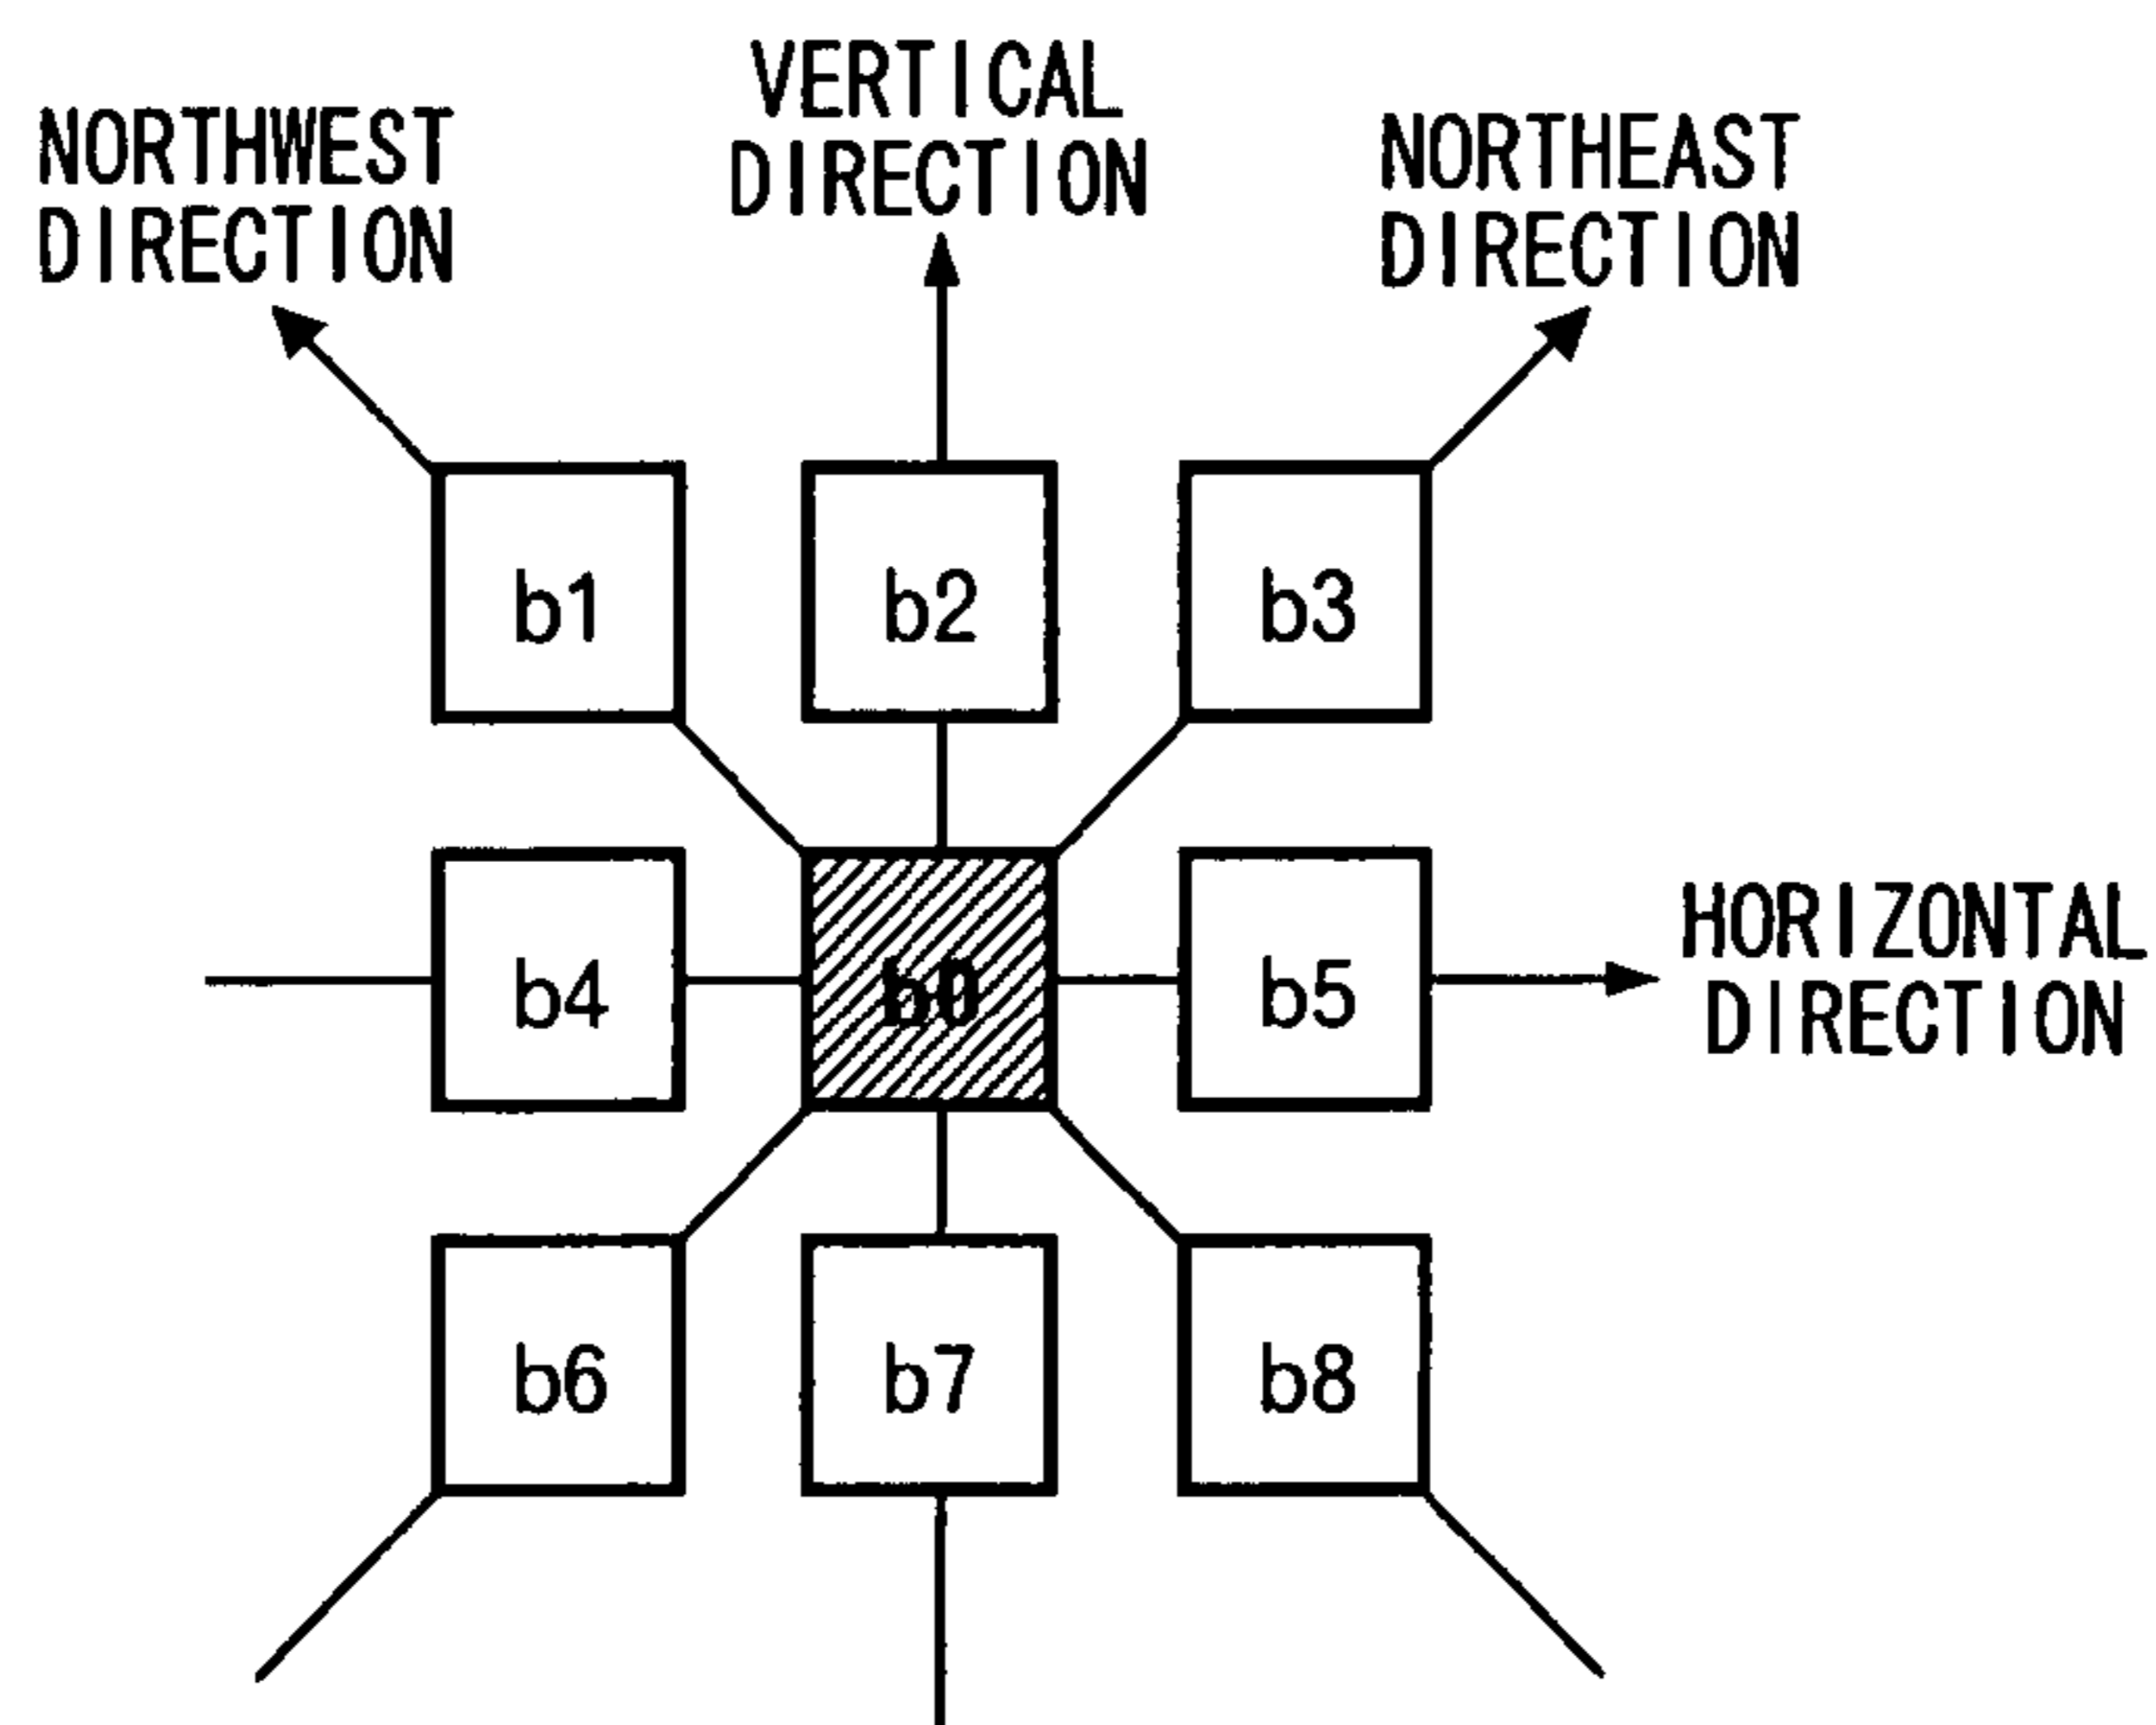 VERTICAL
DIRECTION
NORTHWEST
DIRECTION
NORTHEAST
DIRECTION
b1 b2 b3
b4 b0 b5
HORIZONTAL
DIRECTION
b6 b7 b8